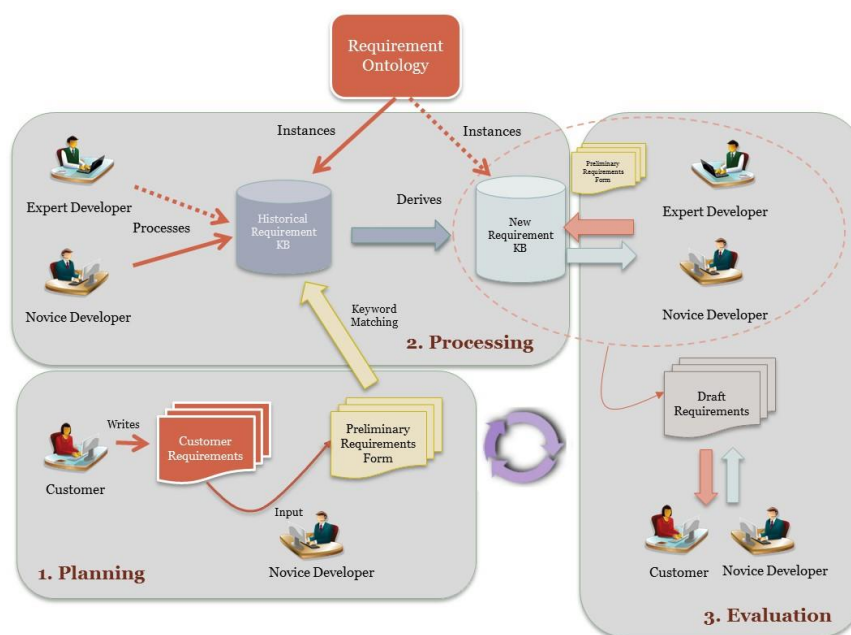 Requirement
Ontology
Instances
Instances
Preliminary
Requirements
Form
Expert Developer
Processes
Historical
Requirement
KB
Derives
New
Requirement
KB
Expert Developer
Novice Developer
Novice Developer
Keyword
Matching
2. Processing
Writes
Customer
Requirements
Preliminary
Requirements
Form
Draft
Requirements
Customer
Input
Novice Developer
1. Planning
Customer
Novice Developer
3. Evaluation